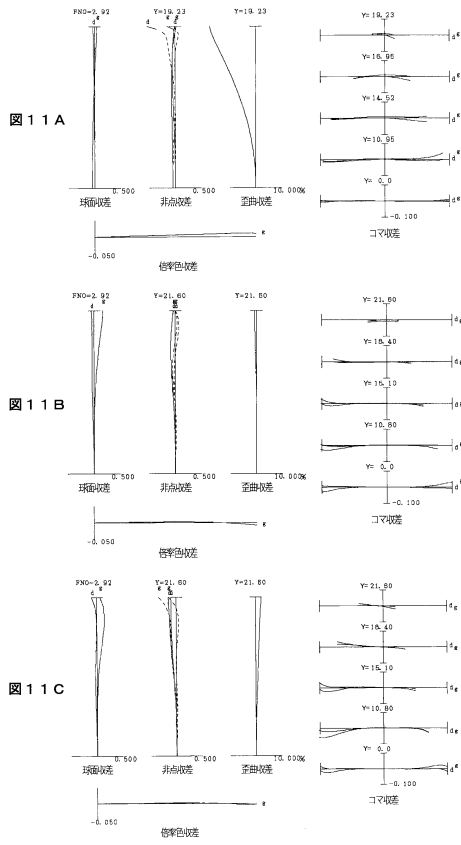 FNO=2.92 Y=19.23 Y=19.23
d g d g
0.500 0.500 10.000%
球面収差 非点収差 歪曲収差
図11A
g
-0.050
倍率色収差
Y=19.23
d g
Y=16.95
d g
Y=14.52
d g
Y=10.95
d g
Y= 0.0
d g
-0.100
コマ収差
FNO=2.92 Y=21.60 Y=21.60
d g
0.500 0.500 10.000%
球面収差 非点収差 歪曲収差
図11B
g
-0.050
倍率色収差
Y=21.60
Y=18.40
Y=15.10
Y=10.80
Y= 0.0
-0.100
コマ収差
FNO=2.92 Y=21.60 Y=21.60
d g
0.500 0.500 10.000%
球面収差 非点収差 歪曲収差
図11C
g
-0.050
倍率色収差
Y=21.60
d g
Y=18.40
d g
Y=15.10
d g
Y=10.80
d g
Y= 0.0
d g
-0.100
コマ収差